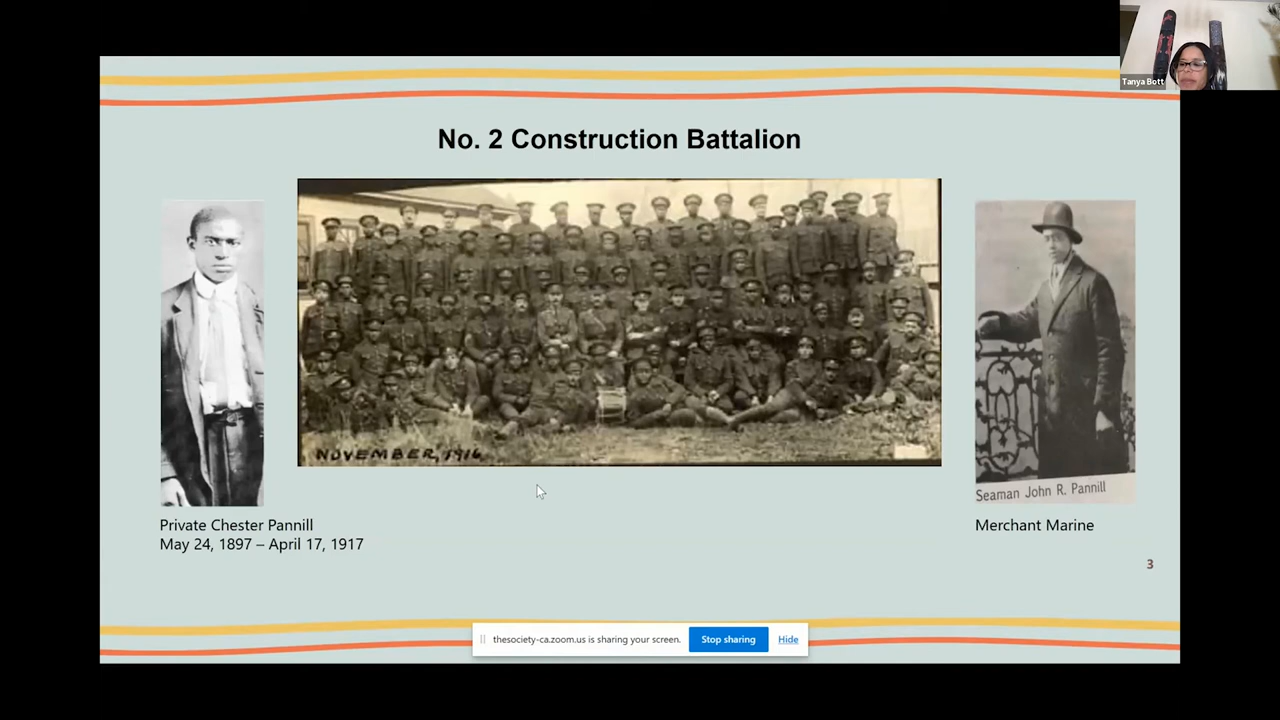 Tanya Bott
No. 2 Construction Battalion
NOVEMBER, 1916
Seaman John R. Pannill
Private Chester Pannill
May 24, 1897 – April 17, 1917
Merchant Marine
3
thesociety-ca.zoom.us is sharing your screen.
Stop sharing
Hide